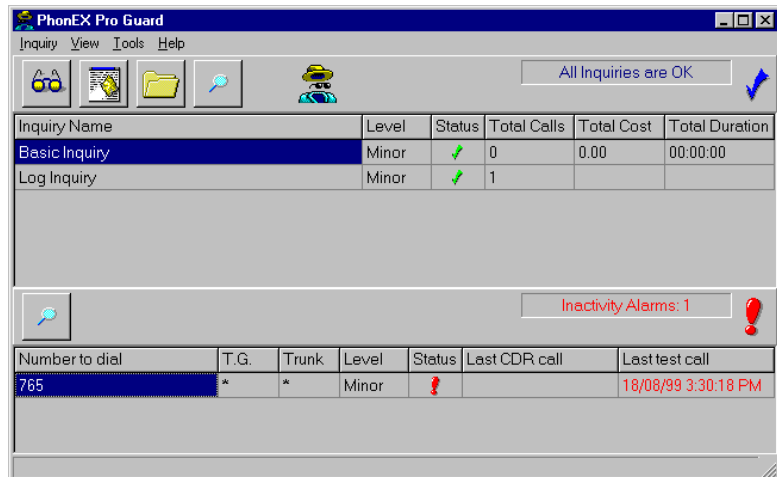 PhonEX Pro Guard
Inquiry View Tools Help
All Inquiries are OK
Inquiry Name Level Status Total Calls Total Cost Total Duration
Basic Inquiry Minor 0 0.00 00:00:00
Log Inquiry Minor 1
Inactivity Alarms: 1
Number to dial T.G. Trunk Level Status Last CDR call Last test call
765 * * Minor 18/08/99 3:30:18 PM